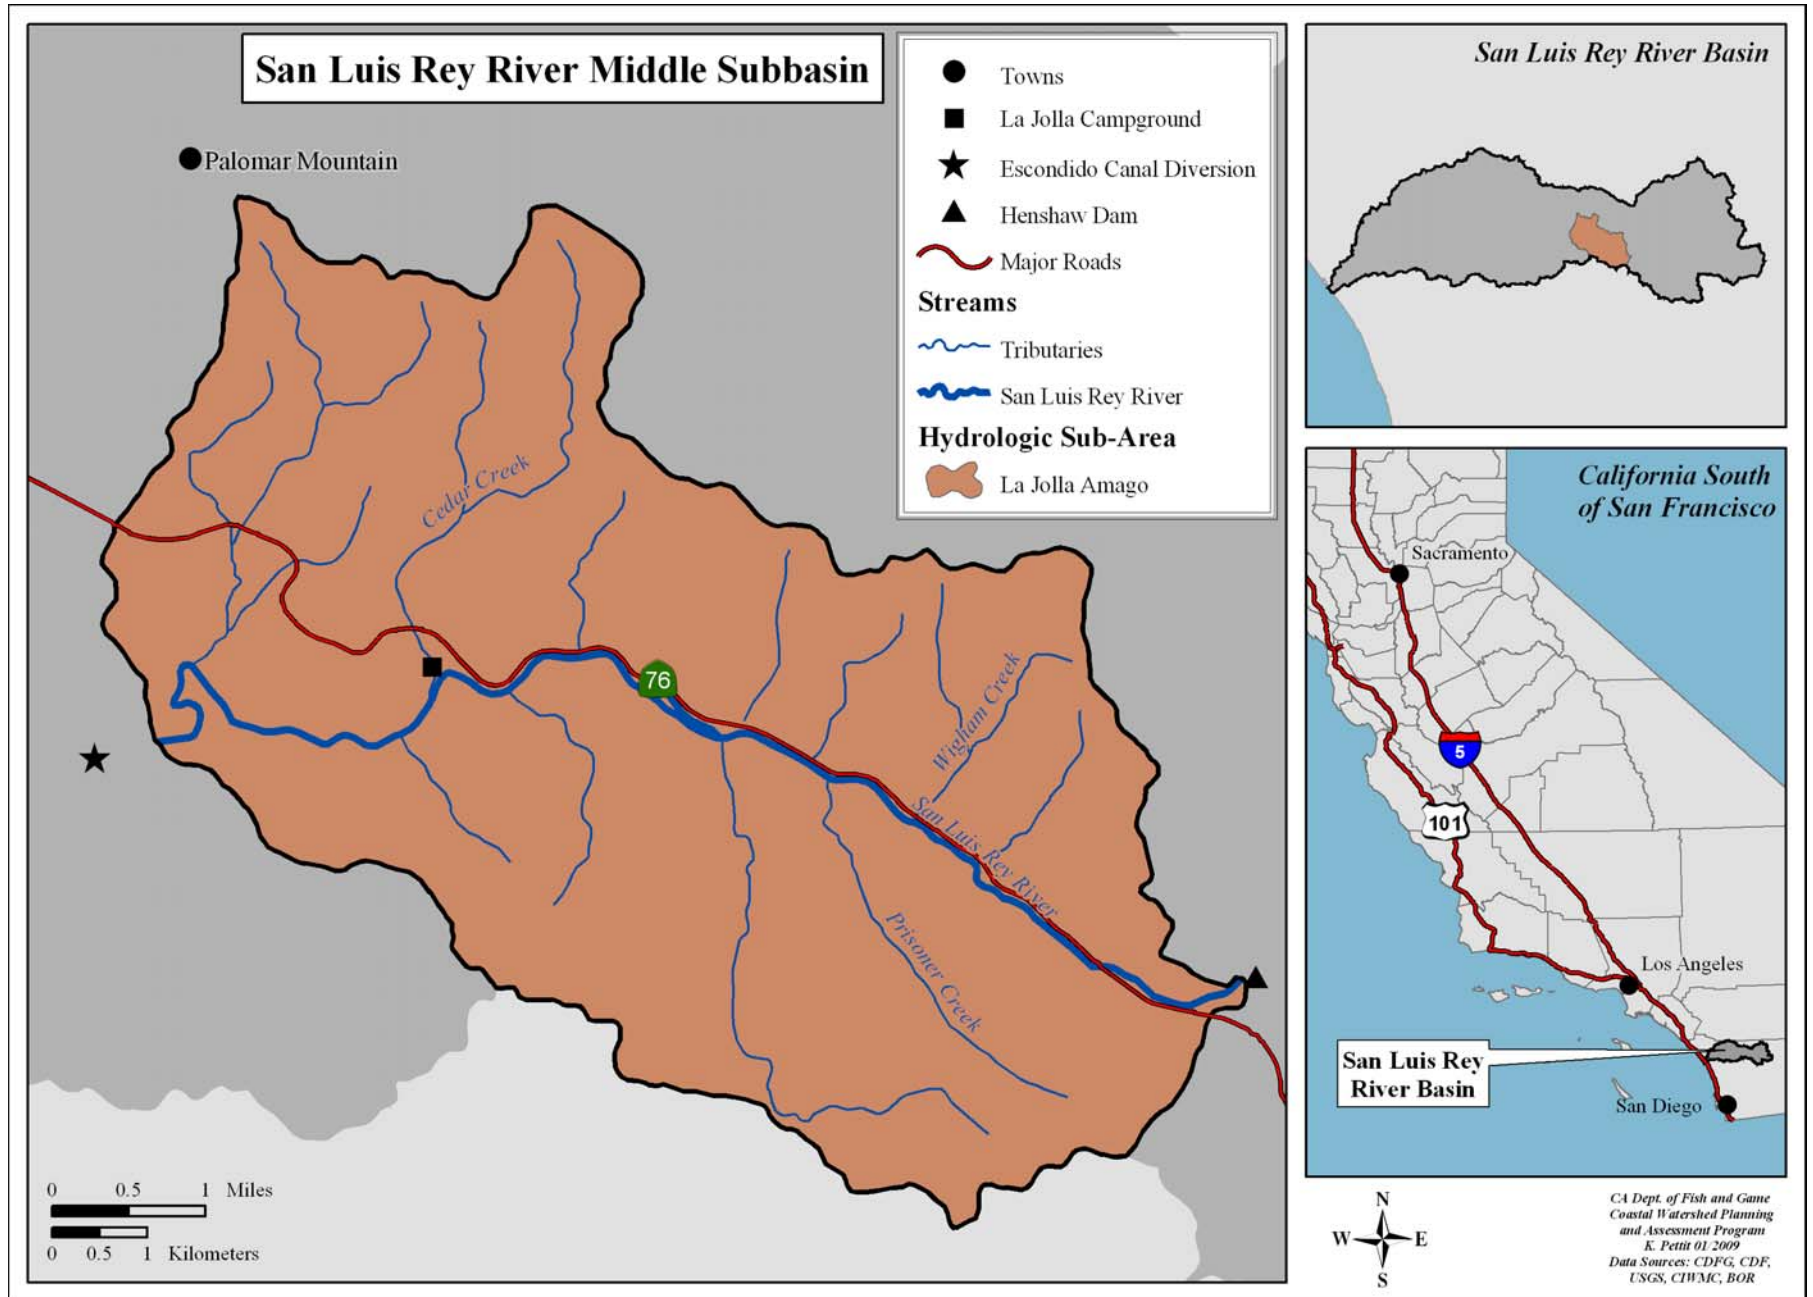 San Luis Rey River Middle Subbasin
Palomar Mountain
Towns
La Jolla Campground
Escondido Canal Diversion
Henshaw Dam
Major Roads
Streams
Tributaries
San Luis Rey River
Hydrologic Sub-Area
La Jolla Amago
Cedar Creek
76
Wigham Creek
San Luis Rey River
Prisoner Creek
0 0.5 1 Miles
0 0.5 1 Kilometers
San Luis Rey River Basin
California South
of San Francisco
Sacramento
5
101
Los Angeles
San Luis Rey
River Basin
San Diego
N
W E
S
CA Dept. of Fish and Game
Coastal Watershed Planning
and Assessment Program
K. Pettit 01/2009
Data Sources: CDFG, CDF,
USGS, CIWMC, BOR